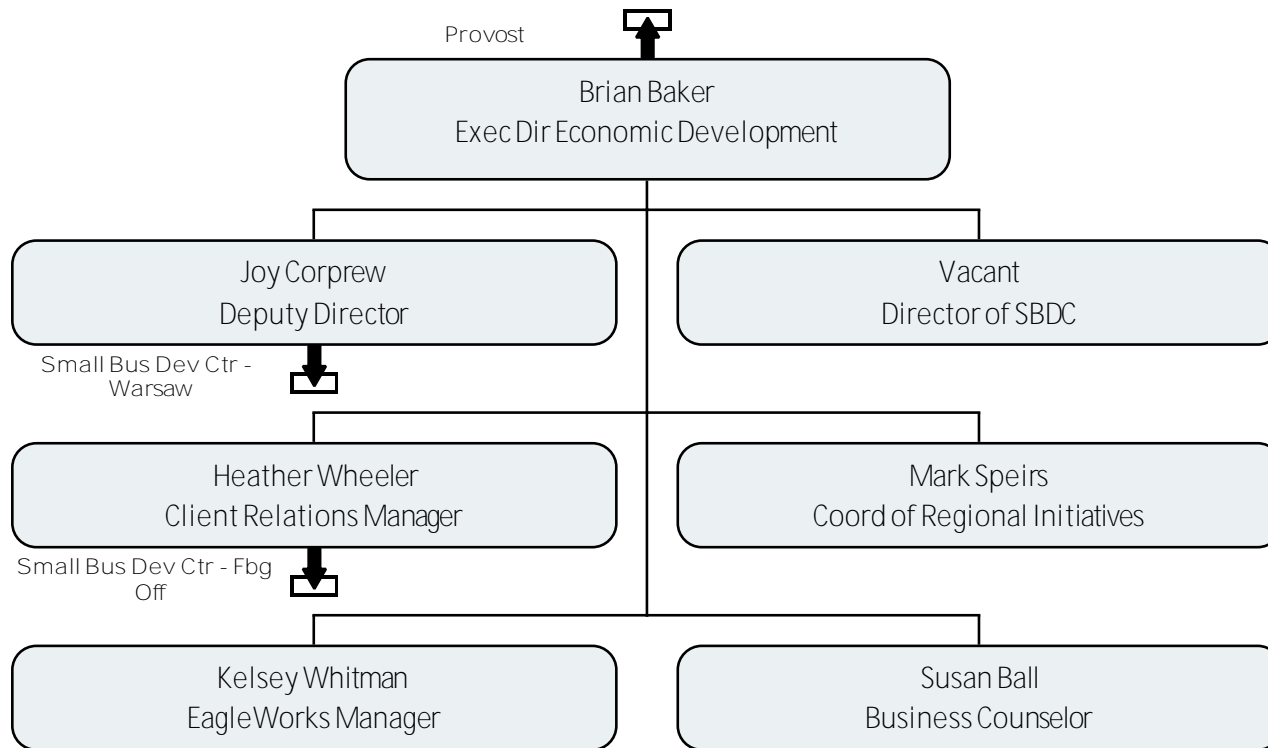 Provost
Brian Baker
Exec Dir Economic Development
Joy Corprew
Deputy Director
Vacant
Director of SBDC
Small Bus Dev Ctr -
Warsaw
Heather Wheeler
Client Relations Manager
Mark Speirs
Coord of Regional Initiatives
Small Bus Dev Ctr - Fbg
Off
Kelsey Whitman
EagleWorks Manager
Susan Ball
Business Counselor